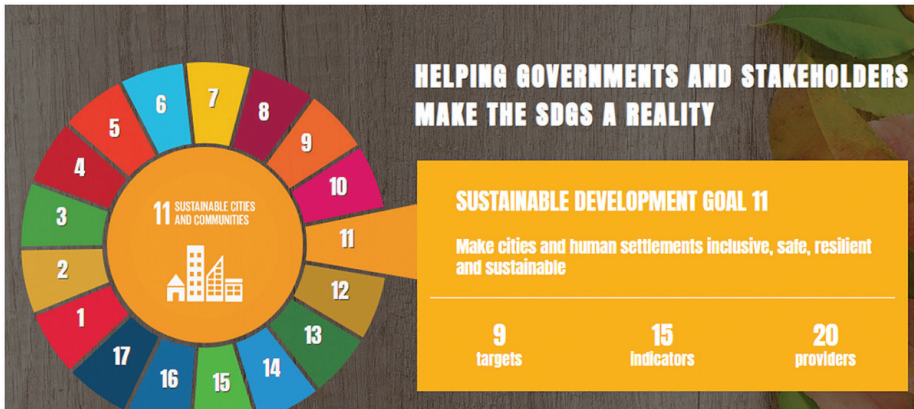 HELPING GOVERNMENTS AND STAKEHOLDERS
MAKE THE SDGS A REALITY
1
2
3
4
5
6
7
8
9
10
11
12
13
14
15
16
17
11 SUSTAINABLE CITIES
AND COMMUNITIES
SUSTAINABLE DEVELOPMENT GOAL 11
Make cities and human settlements inclusive, safe, resilient
and sustainable
9
targets
15
indicators
20
providers